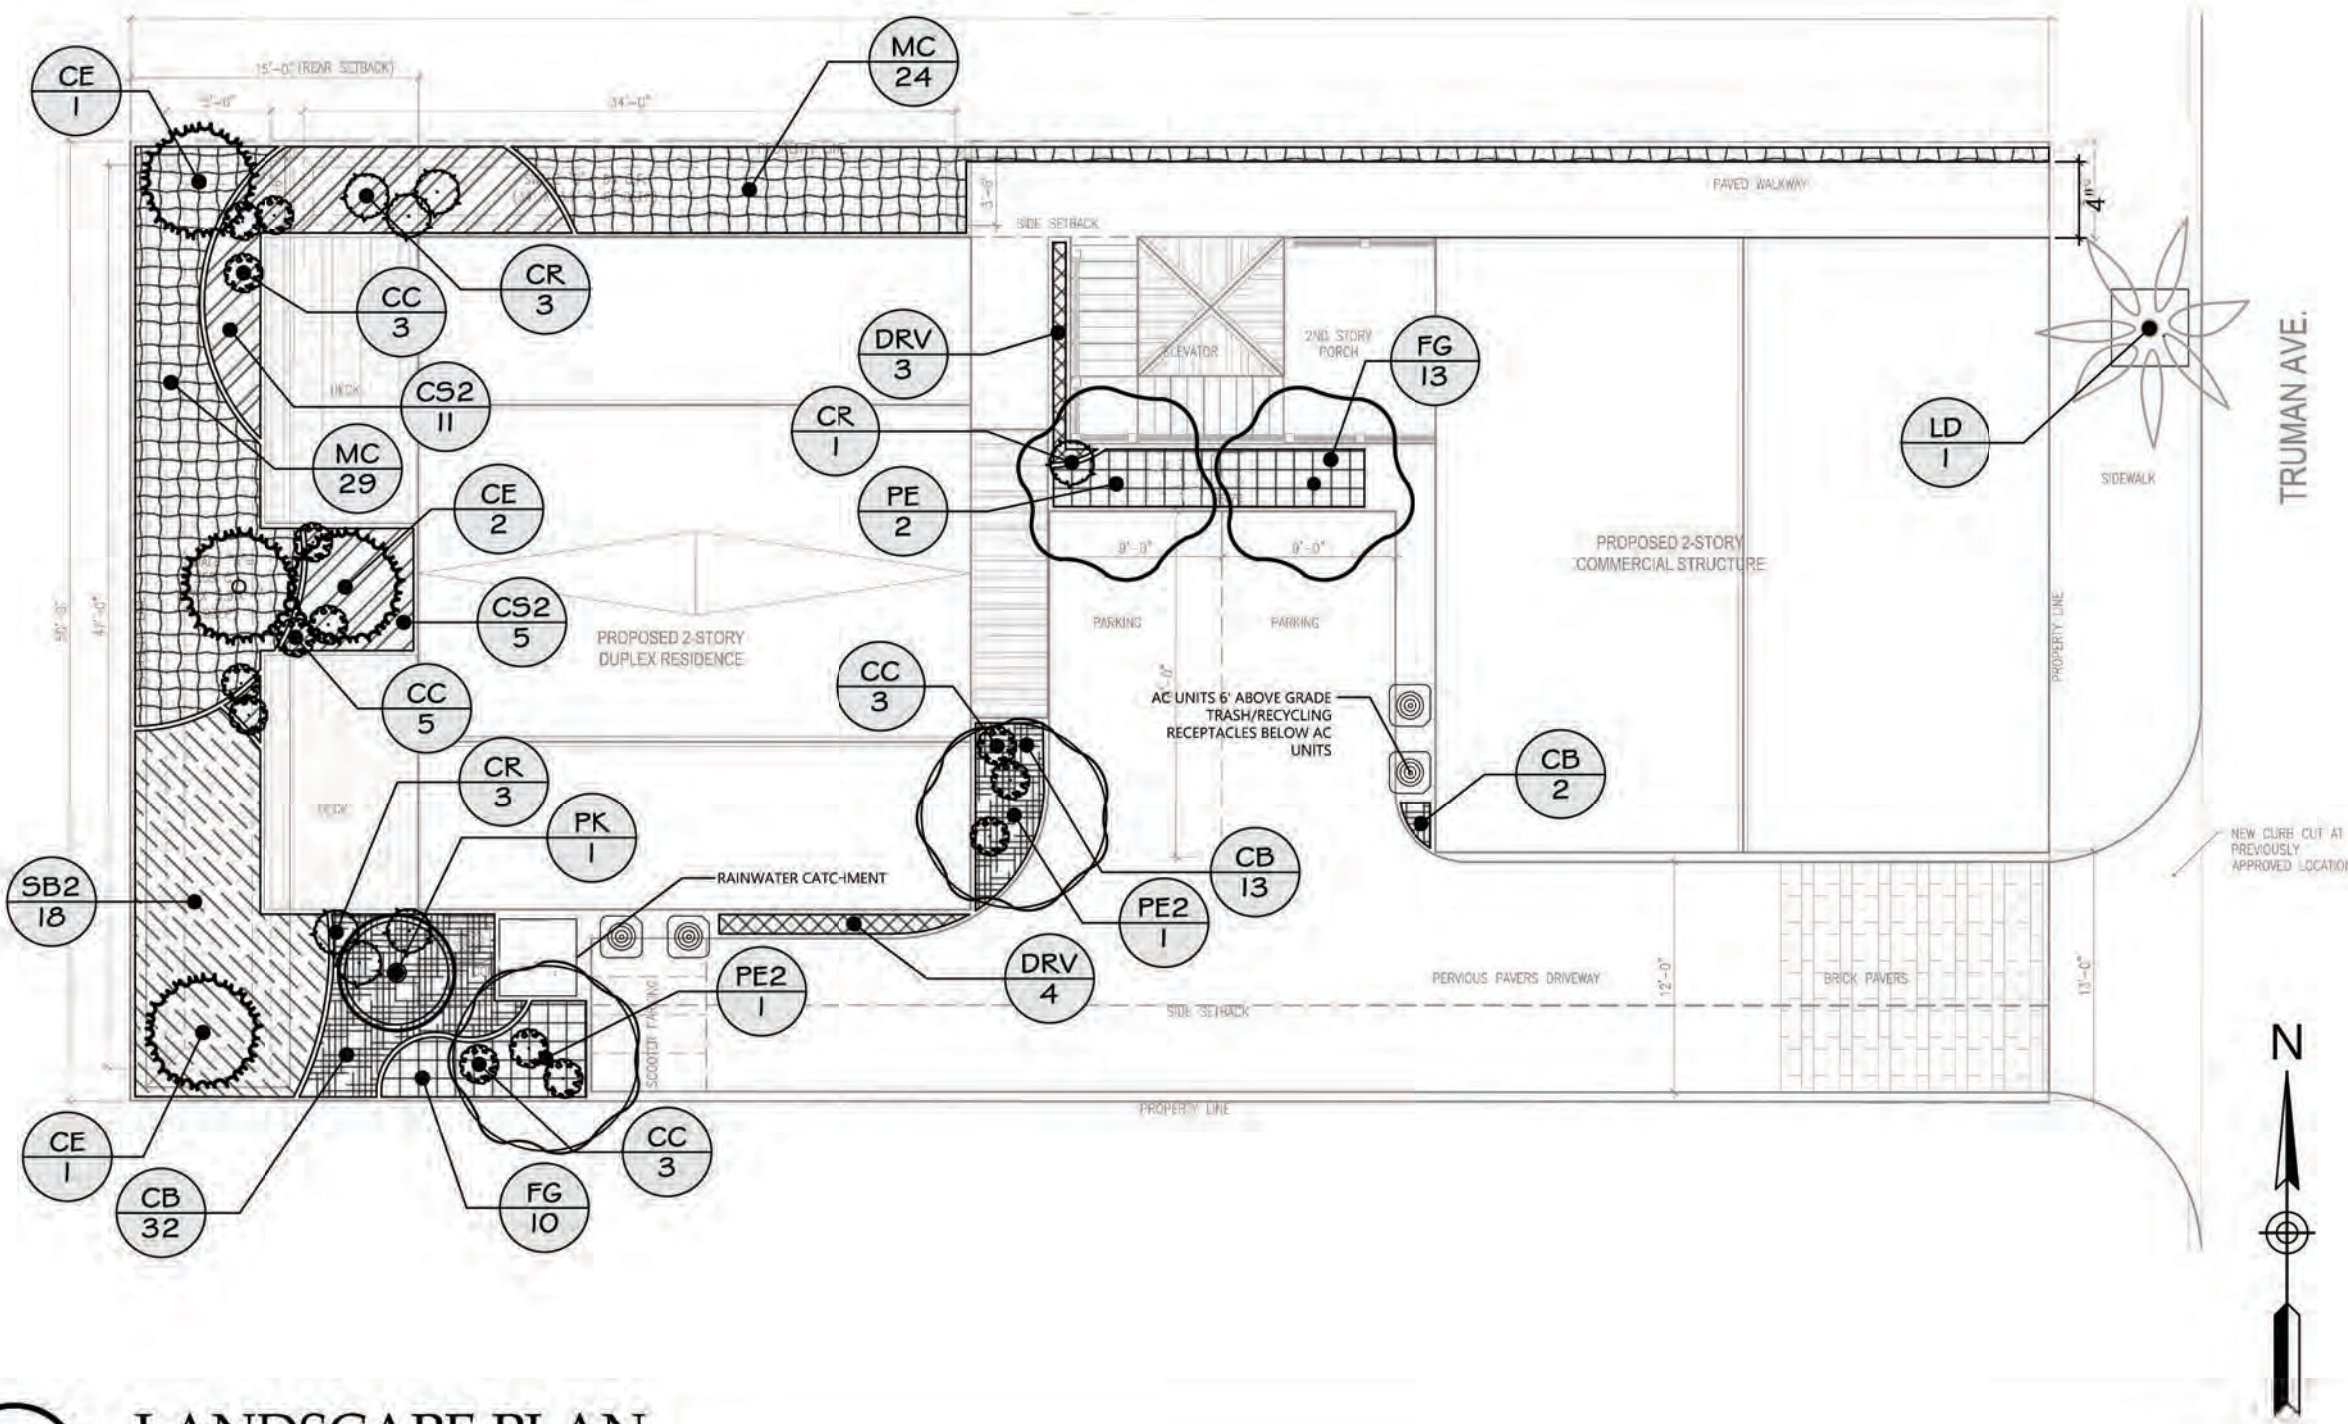 MC
24
CE
1
15'-0" (REAR SETBACK)
34'-0"
PAVED WALKWAY
4"
3'-6"
SIDE SETBACK
CR
3
CC
3
DRV
3
ELEVATOR
2ND STORY
PORCH
FG
13
TRUMAN AVE.
DECK
CS2
11
CR
1
LD
1
MC
29
SIDEWALK
CE
2
PE
2
9'-0"
9'-0"
PROPOSED 2-STORY
COMMERCIAL STRUCTURE
CS2
5
PROPOSED 2-STORY
DUPLEX RESIDENCE
PARKING
PARKING
PROPERTY LINE
CC
5
CC
3
AC UNITS 6' ABOVE GRADE
TRASH/RECYCLING
RECEPTACLES BELOW AC
UNITS
CR
3
CB
2
DECK
PK
1
NEW CURB CUT AT
PREVIOUSLY
APPROVED LOCATION
RAINWATER CATCHMENT
CB
13
SB2
18
PE2
1
PE2
1
DRV
4
PERVIOUS PAVERS DRIVEWAY
12'-0"
BRICK PAVERS
13'-0"
SIDE SETBACK
SCOOTER PARKING
N
PROPERTY LINE
CE
1
CC
3
CB
32
FG
10
LANDSCAPE PLAN